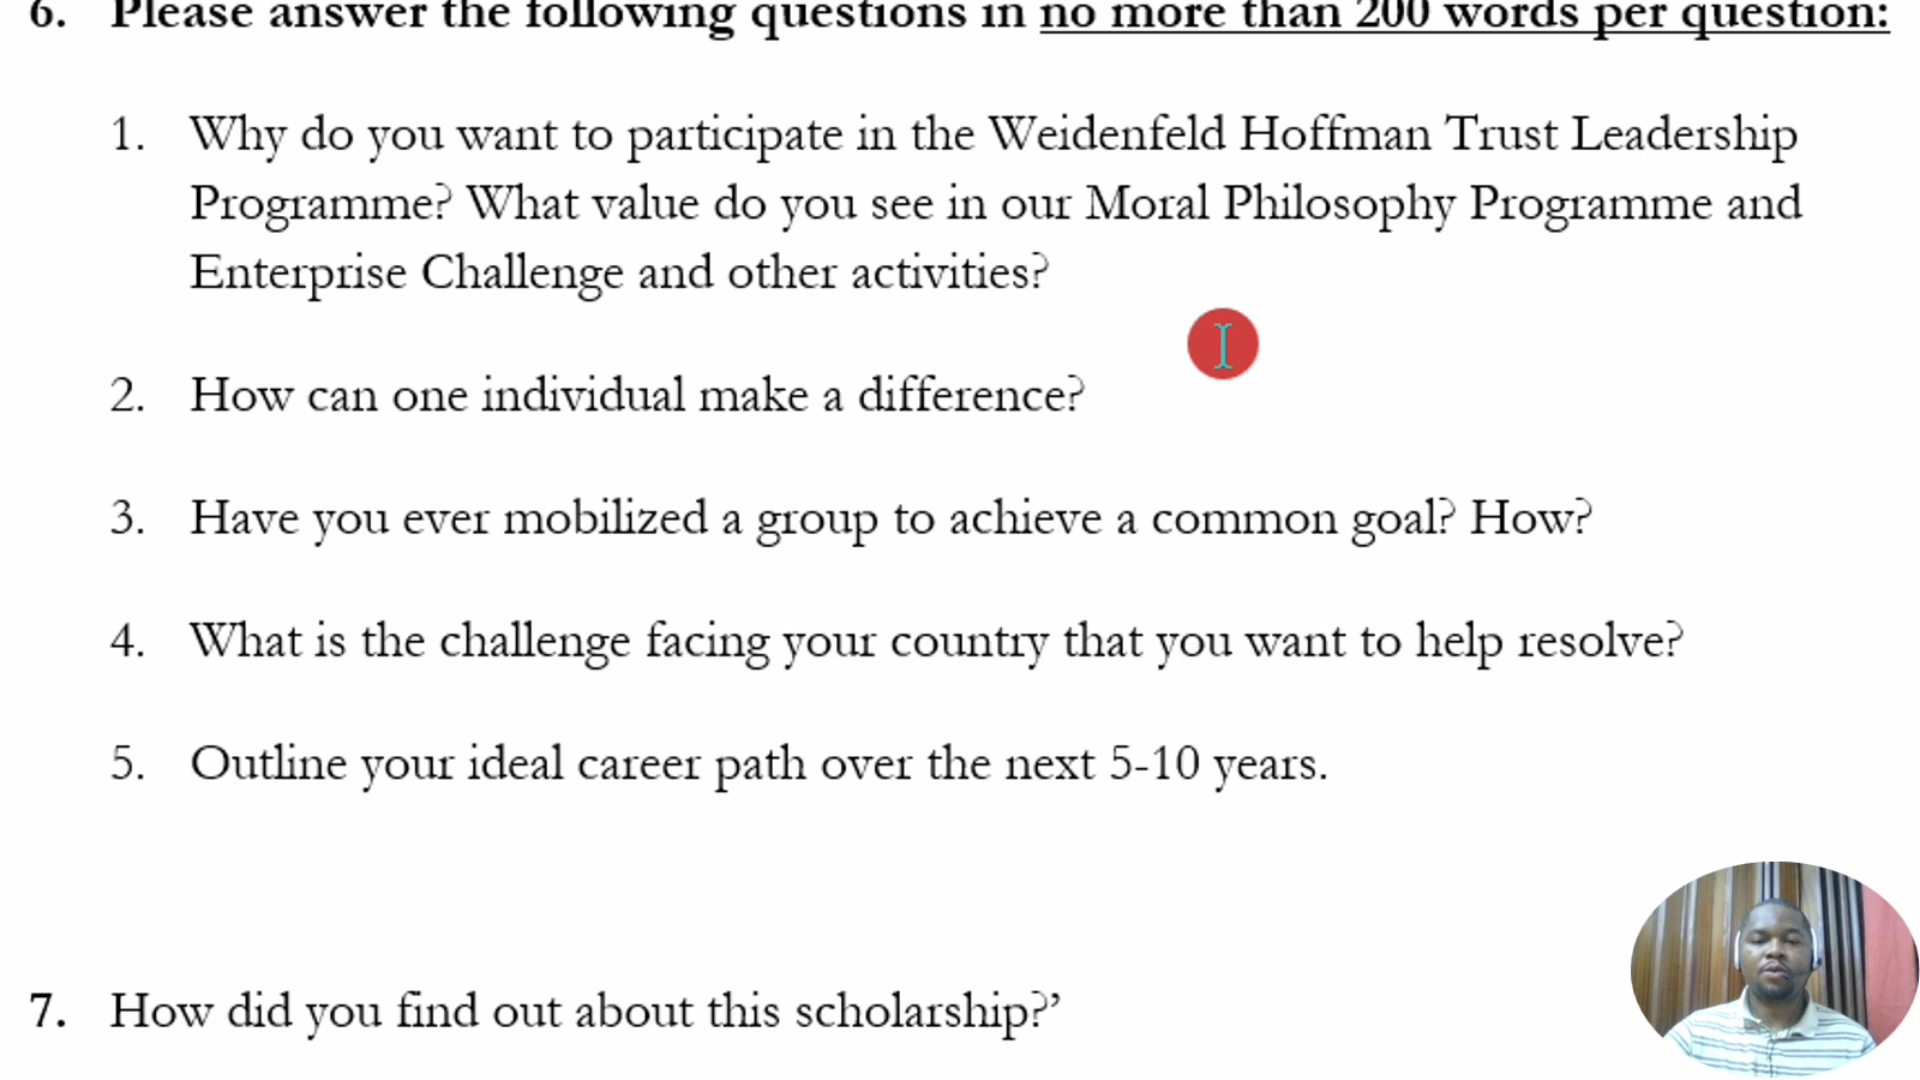 6. Please answer the following questions in no more than 200 words per question:
1. Why do you want to participate in the Weidenfeld Hoffman Trust Leadership
Programme? What value do you see in our Moral Philosophy Programme and
Enterprise Challenge and other activities?
2. How can one individual make a difference?
3. Have you ever mobilized a group to achieve a common goal? How?
4. What is the challenge facing your country that you want to help resolve?
5. Outline your ideal career path over the next 5-10 years.
7. How did you find out about this scholarship?’